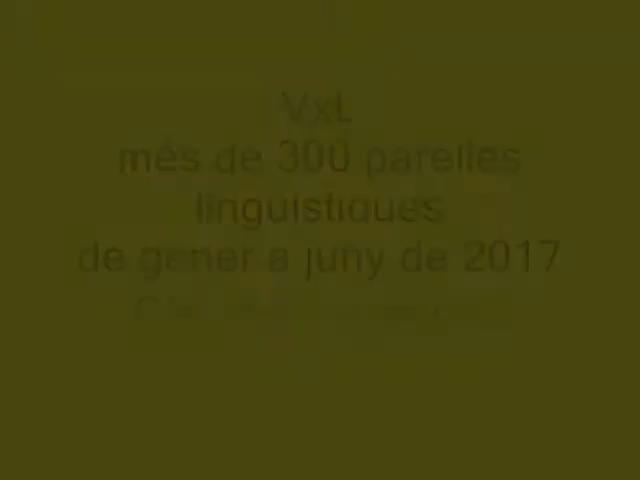 VxL
més de 300 parelles
lingüístiques
de gener a juny de 2017